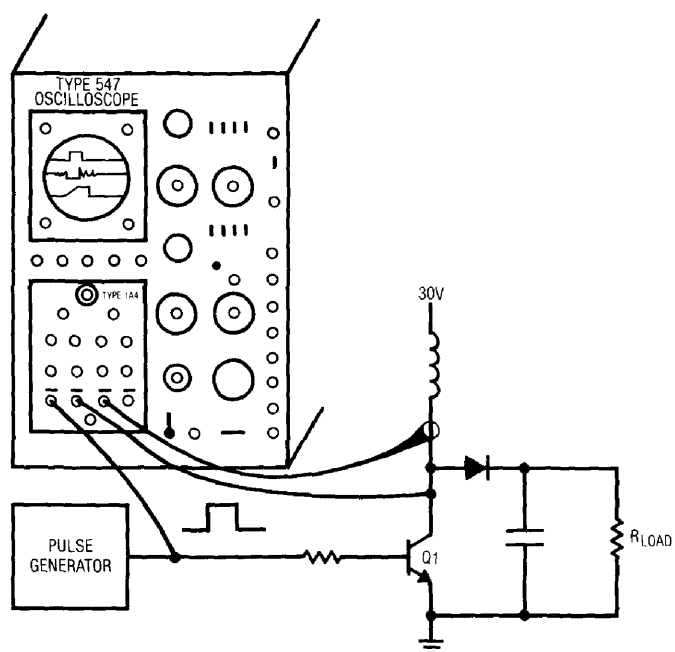 TYPE 547
OSCILLOSCOPE
TYPE 1A4
30V
PULSE
GENERATOR
Q1
RLOAD